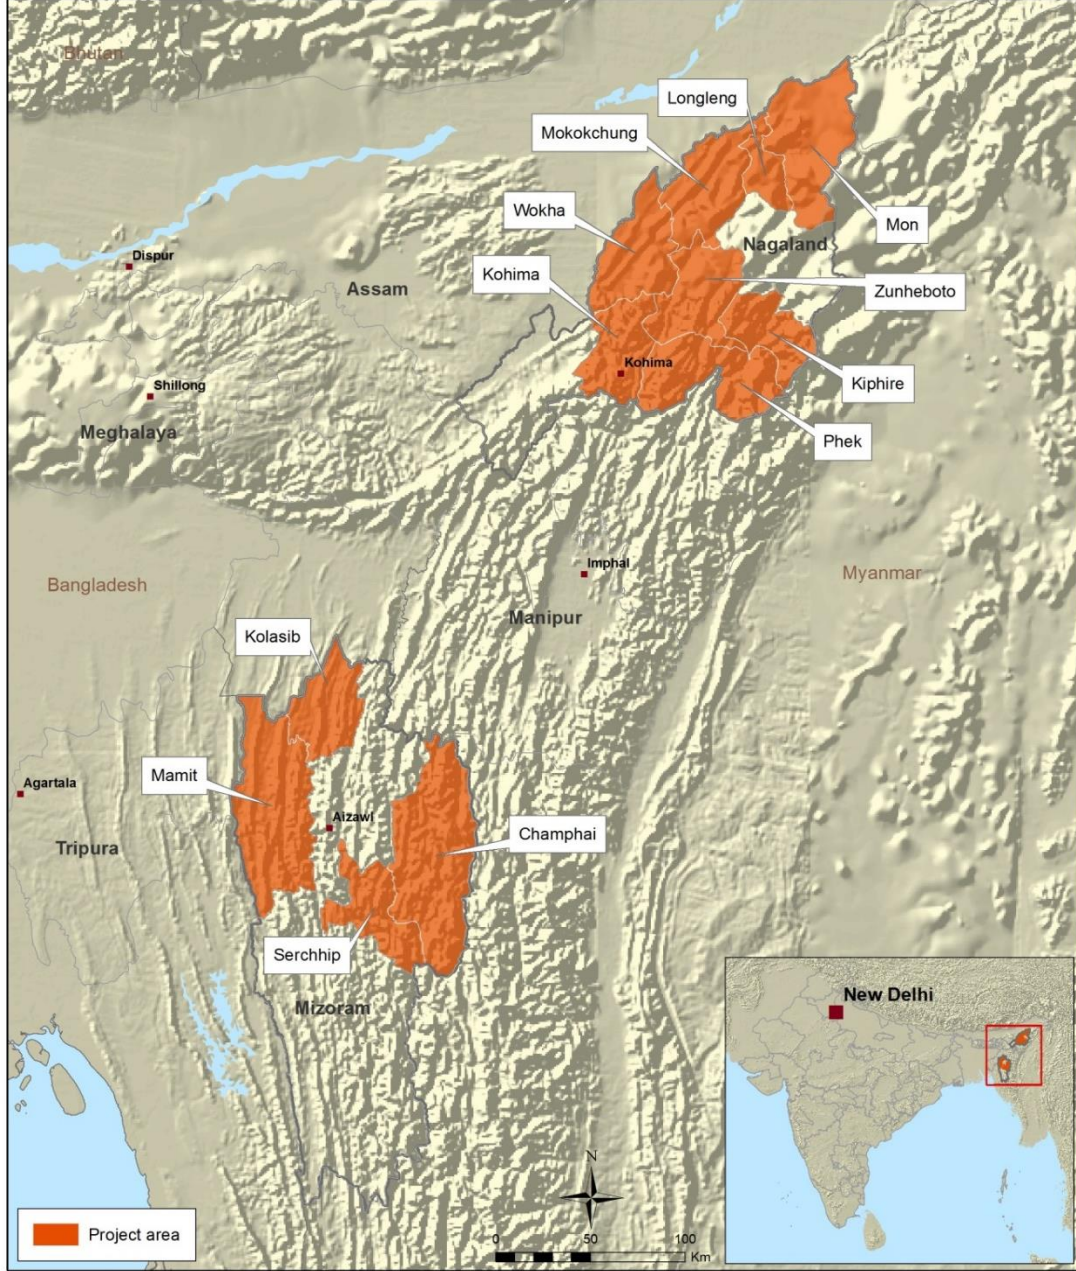 Bhutan
Longleng
Mokokchung
Wokha
Mon
Nagaland
Dispur
Kohima
Zunheboto
Assam
Kohima
Kiphire
Shillong
Meghalaya
Phek
Imphal
Bangladesh
Myanmar
Manipur
Kolasib
Mamit
Agartala
Aizawl
Champhai
Tripura
Serchhip
Mizoram
New Delhi
N
Project area
0 50 100
Km